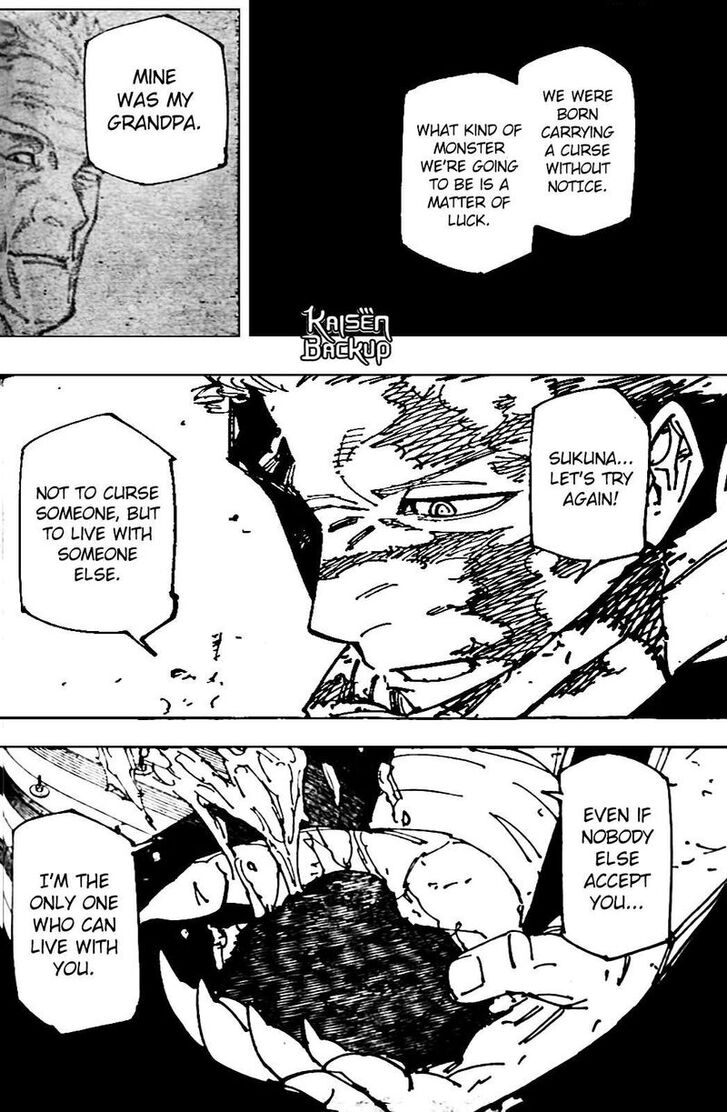 WE WERE
BORN
CARRYING
A CURSE
WITHOUT
NOTICE.
WHAT KIND OF
MONSTER
WE'RE GOING
TO BE IS A
MATTER OF
LUCK.
MINE
WAS MY
GRANDPA.
KAISEN
BACKUP
SUKUNA...
LET'S TRY
AGAIN!
NOT TO CURSE
SOMEONE, BUT
TO LIVE WITH
SOMEONE
ELSE.
EVEN IF
NOBODY
ELSE
ACCEPT
YOU...
I'M THE
ONLY ONE
WHO CAN
LIVE WITH
YOU.